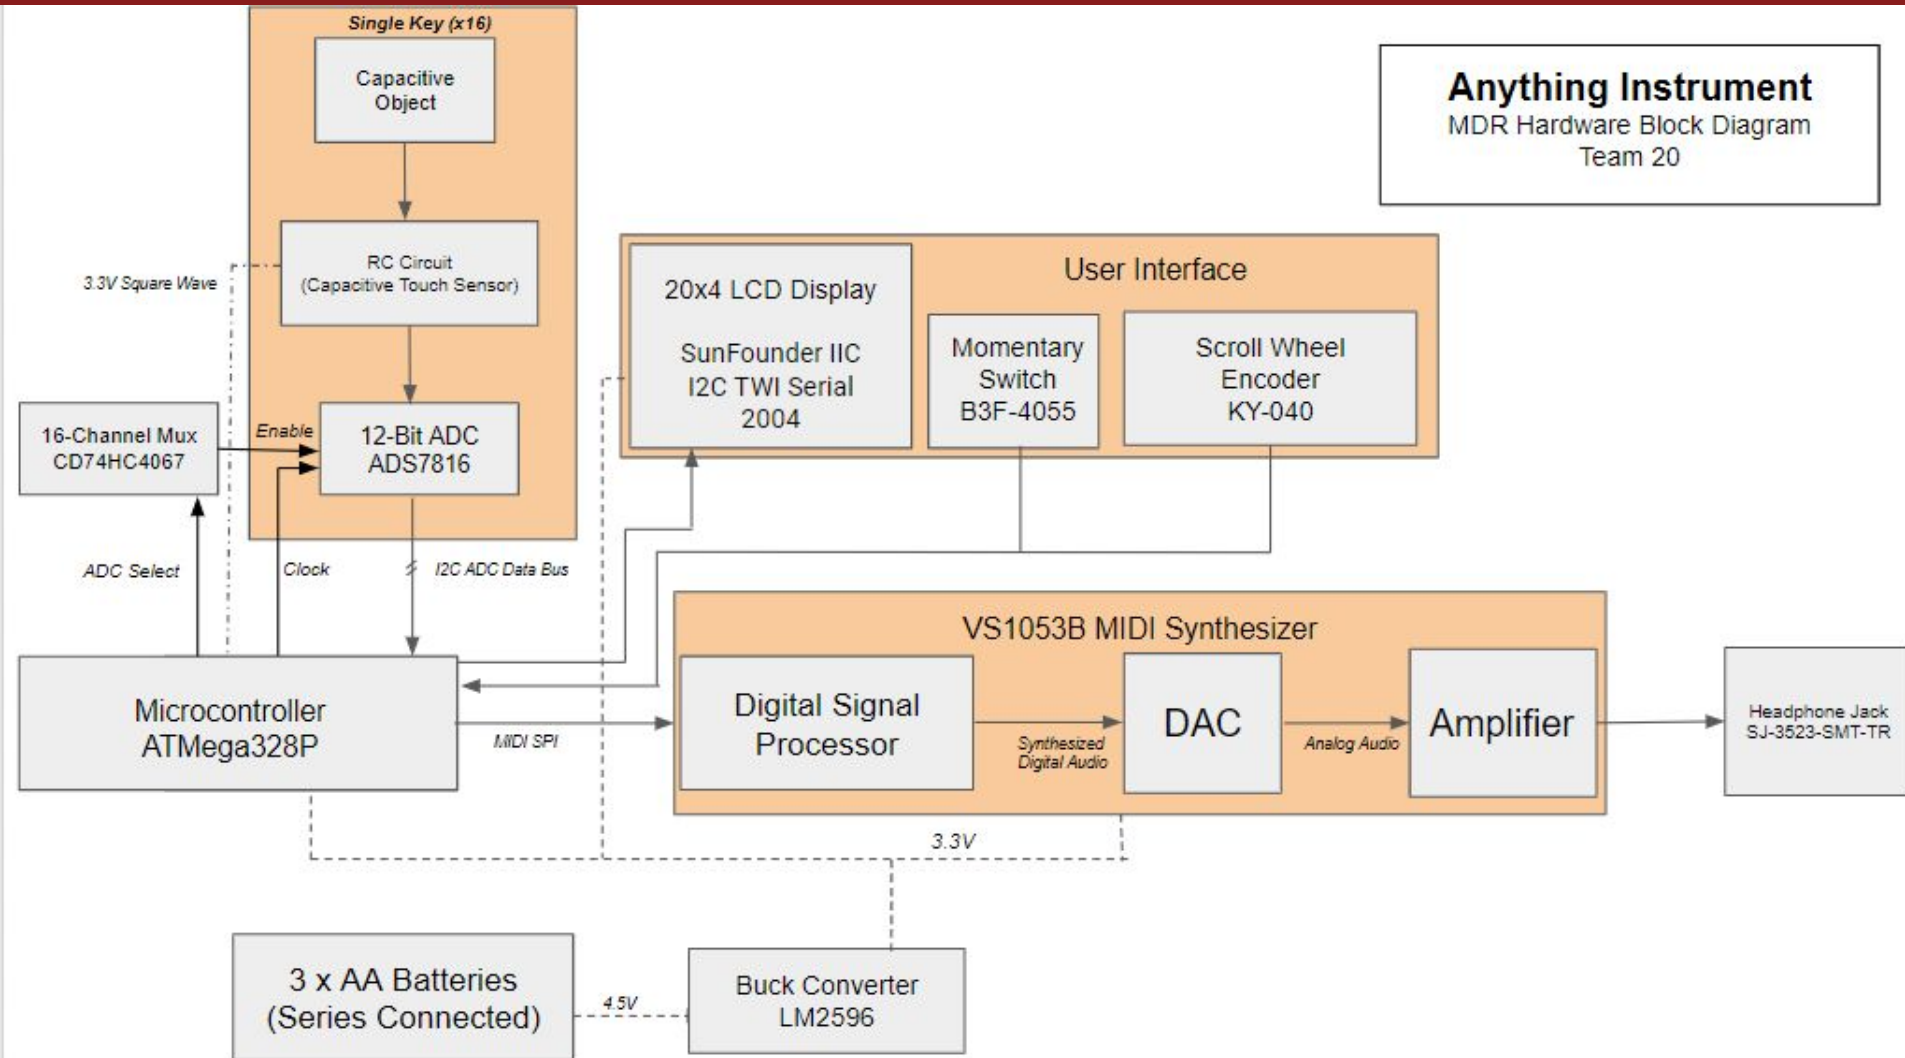 Single Key (x16)
Capacitive
Object
Anything Instrument
MDR Hardware Block Diagram
Team 20
RC Circuit
(Capacitive Touch Sensor)
3.3V Square Wave
User Interface
20x4 LCD Display
SunFounder IIC
I2C TWI Serial
2004
Momentary
Switch
B3F-4055
Scroll Wheel
Encoder
KY-040
16-Channel Mux
CD74HC4067
Enable
12-Bit ADC
ADS7816
ADC Select
Clock
I2C ADC Data Bus
VS1053B MIDI Synthesizer
Microcontroller
ATMega328P
MIDI SPI
Digital Signal
Processor
Synthesized
Digital Audio
DAC
Analog Audio
Amplifier
Headphone Jack
SJ-3523-SMT-TR
3.3V
3 x AA Batteries
(Series Connected)
4.5V
Buck Converter
LM2596